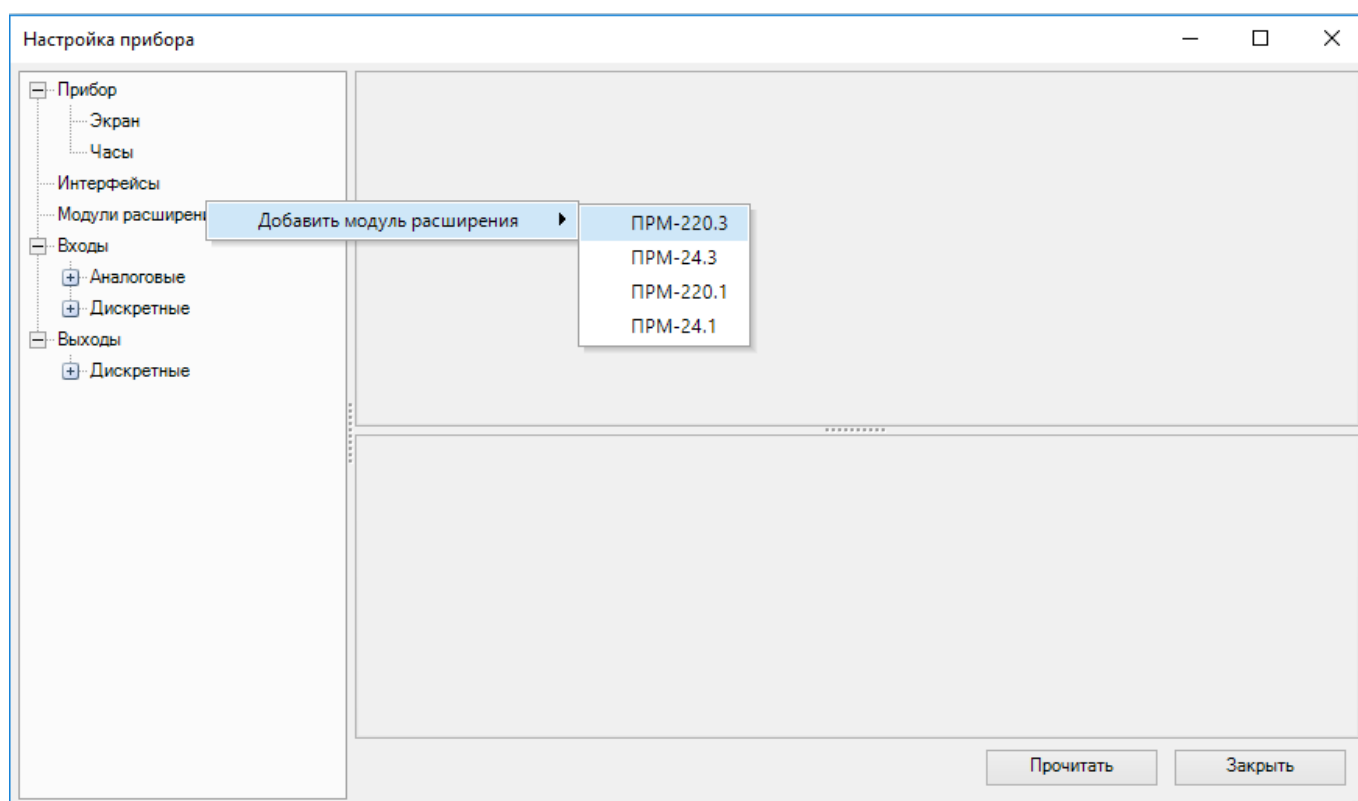 Настройка прибора
Прибор
Экран
Часы
Интерфейсы
Модули
Добавить модуль расширения
ПРМ-220.3
ПРМ-24.3
ПРМ-220.1
ПРМ-24.1
Входы
Аналоговые
Дискретные
Выходы
Дискретные
Прочитать
Закрыть